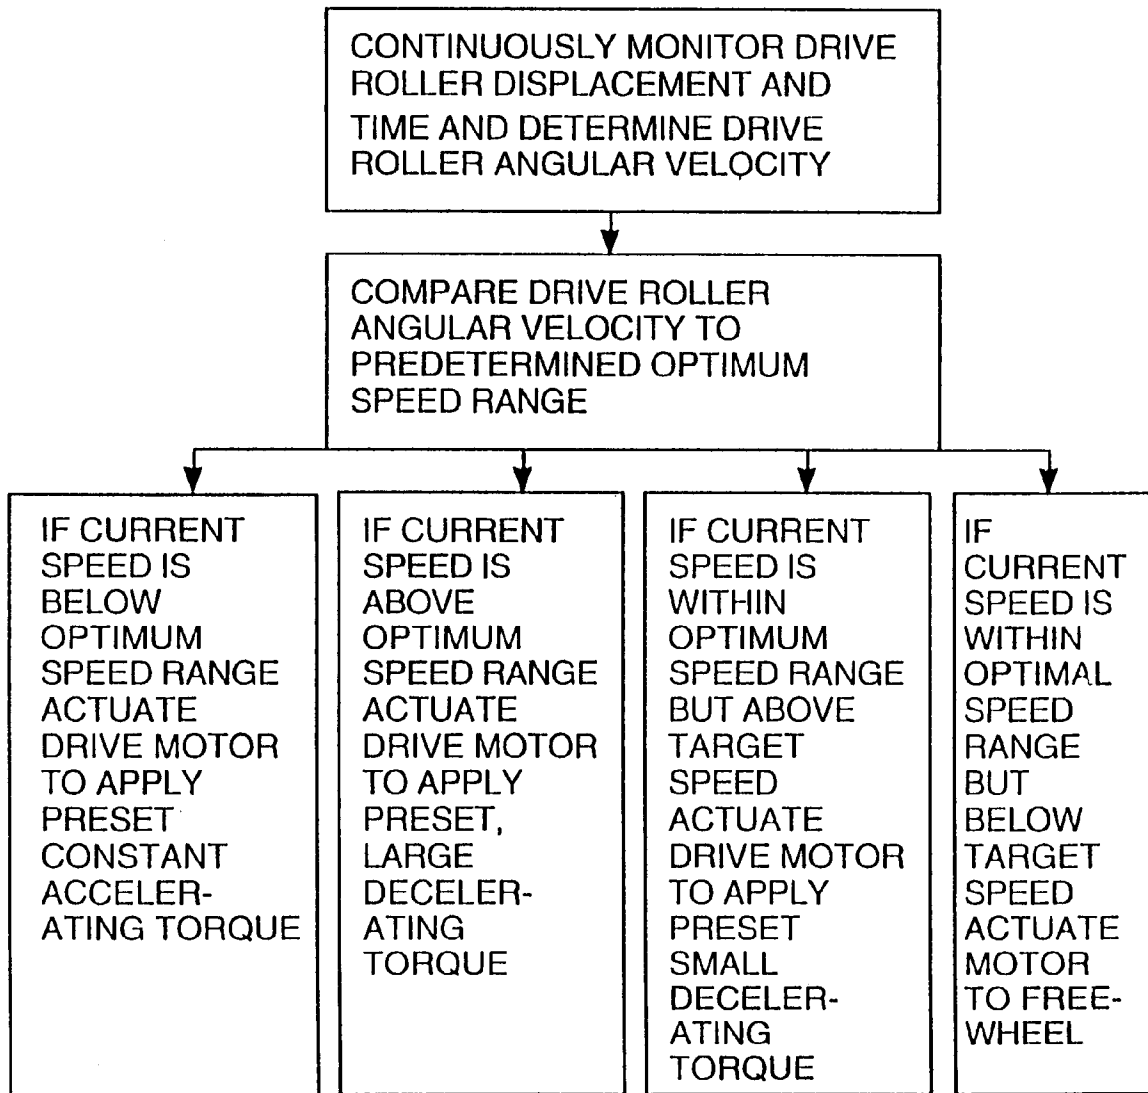 CONTINUOUSLY MONITOR DRIVE
ROLLER DISPLACEMENT AND
TIME AND DETERMINE DRIVE
ROLLER ANGULAR VELOCITY
COMPARE DRIVE ROLLER
ANGULAR VELOCITY TO
PREDETERMINED OPTIMUM
SPEED RANGE
IF CURRENT
SPEED IS
BELOW
OPTIMUM
SPEED RANGE
ACTUATE
DRIVE MOTOR
TO APPLY
PRESET
CONSTANT
ACCELER-
ATING TORQUE
IF CURRENT
SPEED IS
ABOVE
OPTIMUM
SPEED RANGE
ACTUATE
DRIVE MOTOR
TO APPLY
PRESET,
LARGE
DECELER-
ATING
TORQUE
IF CURRENT
SPEED IS
WITHIN
OPTIMUM
SPEED RANGE
BUT ABOVE
TARGET
SPEED
ACTUATE
DRIVE MOTOR
TO APPLY
PRESET
SMALL
DECELER-
ATING
TORQUE
IF
CURRENT
SPEED IS
WITHIN
OPTIMAL
SPEED
RANGE
BUT
BELOW
TARGET
SPEED
ACTUATE
MOTOR
TO FREE-
WHEEL